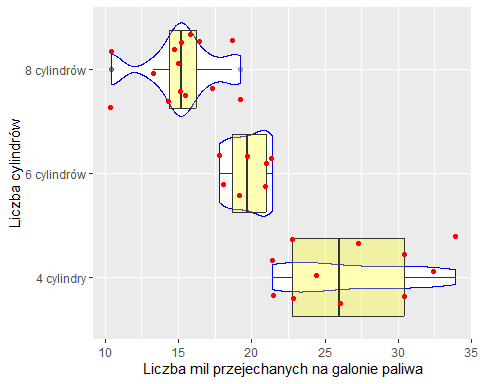 Liczba cylindrów
8 cylindrów
6 cylindrów
4 cylindry
10 15 20 25 30 35
Liczba mil przejechanych na galonie paliwa